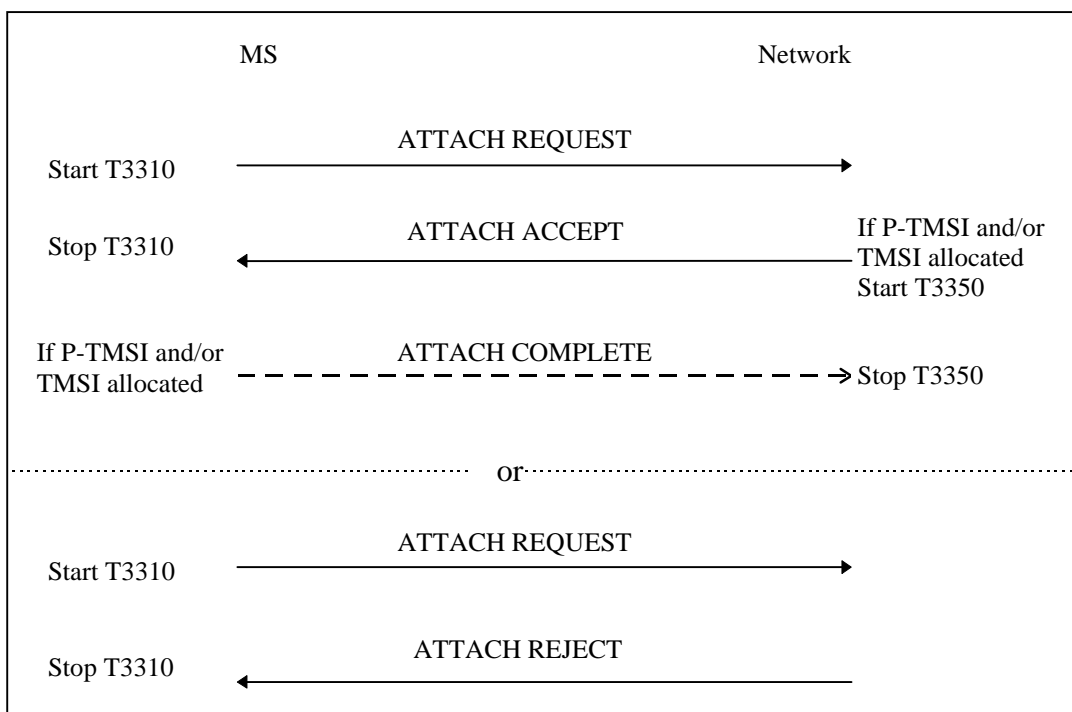 MS Network
ATTACH REQUEST
Start T3310
ATTACH ACCEPT
Stop T3310
If P-TMSI and/or
TMSI allocated
Start T3350
If P-TMSI and/or
TMSI allocated
ATTACH COMPLETE
Stop T3350
or
ATTACH REQUEST
Start T3310
ATTACH REJECT
Stop T3310